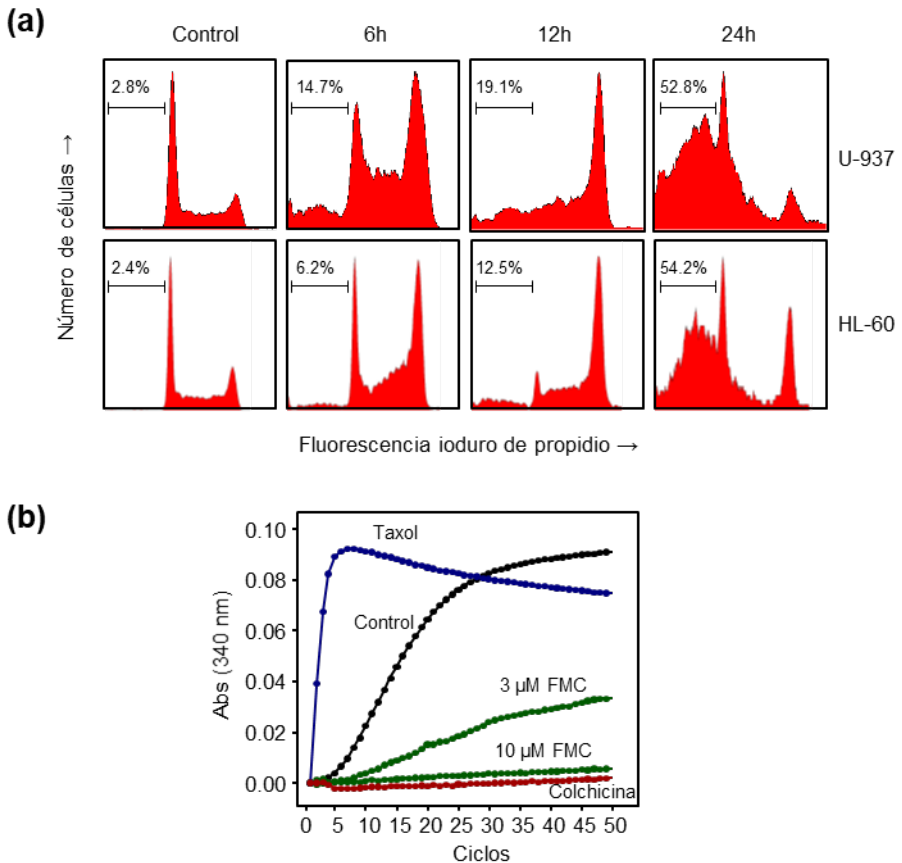 (a)
Control 6h 12h 24h
2.8% 14.7% 19.1% 52.8%
U-937
Número de células →
2.4% 6.2% 12.5% 54.2%
HL-60
Fluorescencia ioduro de propidio →
(b)
Abs (340 nm)
0.10
0.08
0.06
0.04
0.02
0.00
Taxol
Control
3 µM FMC
10 µM FMC
Colchicina
0 5 10 15 20 25 30 35 40 45 50
Ciclos